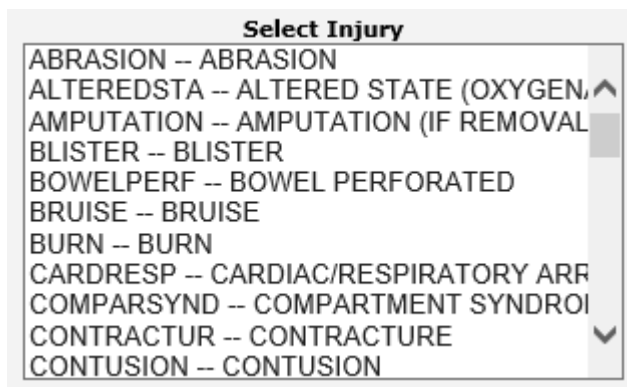 Select Injury
ABRASION -- ABRASION
ALTEREDSTA -- ALTERED STATE (OXYGENA
AMPUTATION -- AMPUTATION (IF REMOVAL
BLISTER -- BLISTER
BOWELPERF -- BOWEL PERFORATED
BRUISE -- BRUISE
BURN -- BURN
CARDRESP -- CARDIAC/RESPIRATORY ARR
COMPARSYND -- COMPARTMENT SYNDRO
CONTRACTUR -- CONTRACTURE
CONTUSION -- CONTUSION